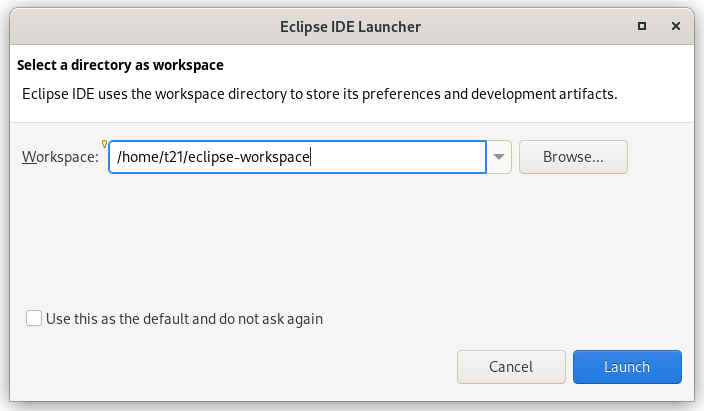 Eclipse IDE Launcher
Select a directory as workspace
Eclipse IDE uses the workspace directory to store its preferences and development artifacts.
Workspace: /home/t21/eclipse-workspace Browse...
Use this as the default and do not ask again
Cancel Launch